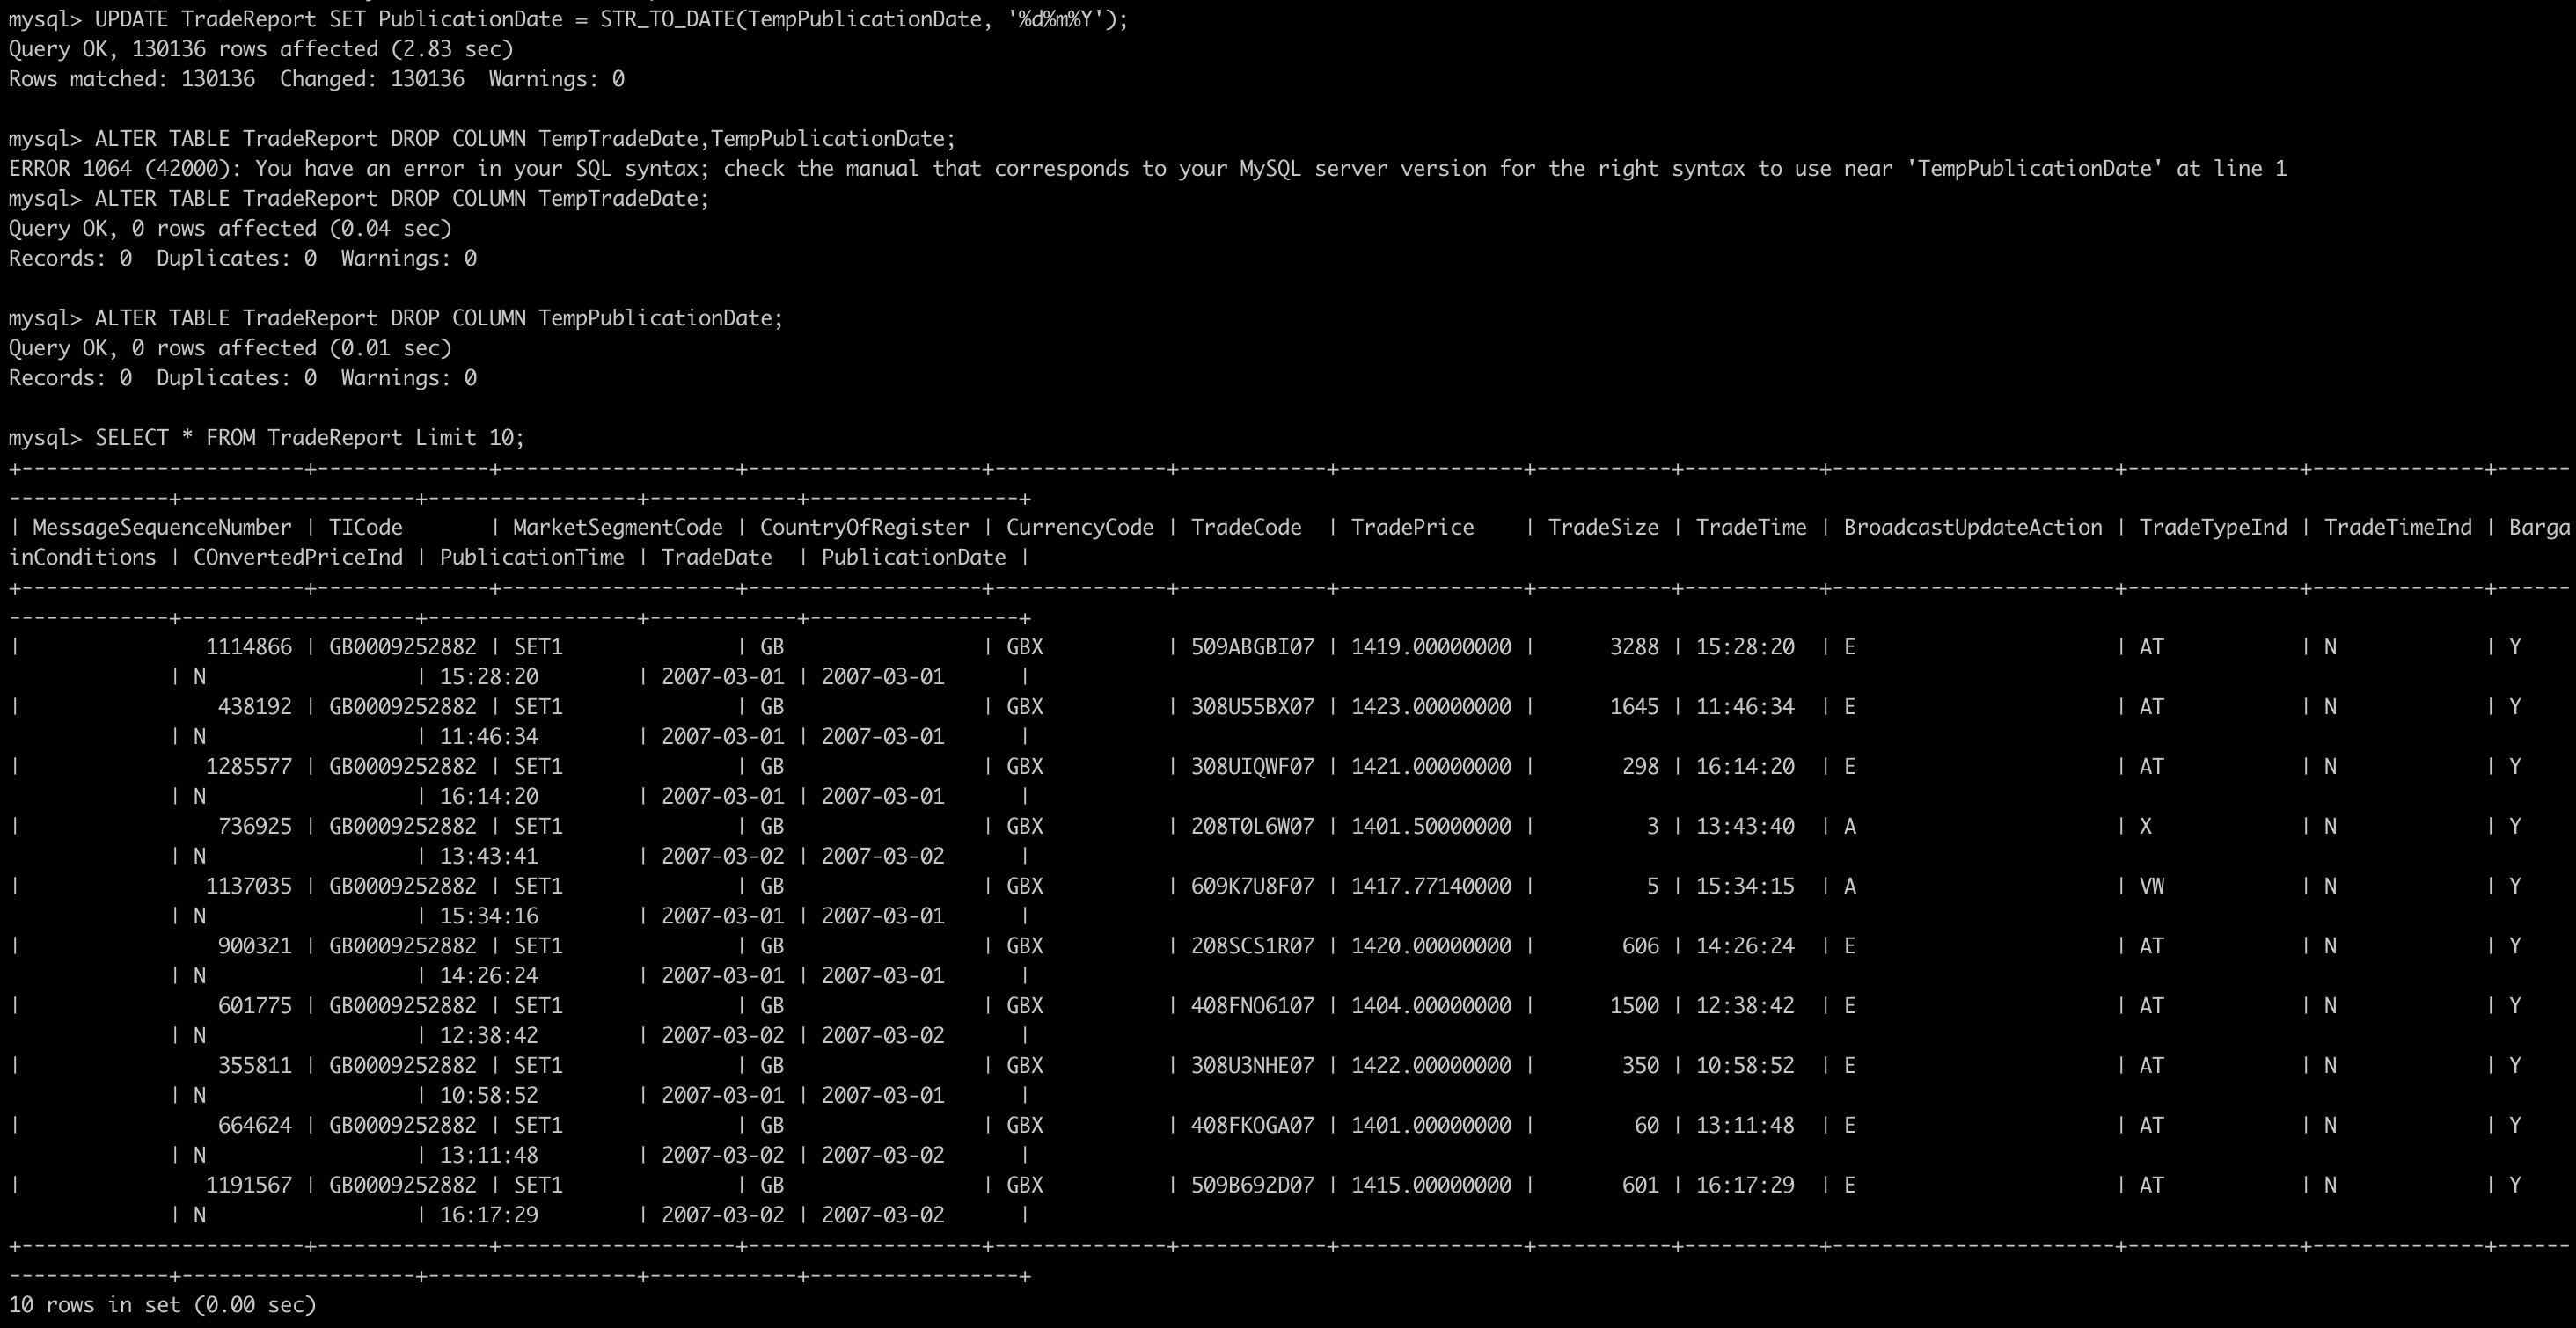 mysql> UPDATE TradeReport SET PublicationDate = STR_TO_DATE(TempPublicationDate, '%d%m%Y');
Query OK, 130136 rows affected (2.83 sec)
Rows matched: 130136  Changed: 130136  Warnings: 0

mysql> ALTER TABLE TradeReport DROP COLUMN TempTradeDate,TempPublicationDate;
ERROR 1064 (42000): You have an error in your SQL syntax; check the manual that corresponds to your MySQL server version for the right syntax to use near 'TempPublicationDate' at line 1
mysql> ALTER TABLE TradeReport DROP COLUMN TempTradeDate;
Query OK, 0 rows affected (0.04 sec)
Records: 0  Duplicates: 0  Warnings: 0

mysql> ALTER TABLE TradeReport DROP COLUMN TempPublicationDate;
Query OK, 0 rows affected (0.01 sec)
Records: 0  Duplicates: 0  Warnings: 0

mysql> SELECT * FROM TradeReport Limit 10;
+-----------------------+--------------+-------------------+-------------------+--------------+------------+---------------+-----------+-----------+-----------------------+--------------+--------------+------
-------------+-------------------+-----------------+------------+-----------------+
| MessageSequenceNumber | TICode       | MarketSegmentCode | CountryOfRegister | CurrencyCode | TradeCode  | TradePrice    | TradeSize | TradeTime | BroadcastUpdateAction | TradeTypeInd | TradeTimeInd | Barga
inConditions | COnvertedPriceInd | PublicationTime | TradeDate  | PublicationDate |
+-----------------------+--------------+-------------------+-------------------+--------------+------------+---------------+-----------+-----------+-----------------------+--------------+--------------+------
-------------+-------------------+-----------------+------------+-----------------+
|               1114866 | GB0009252882 | SET1              | GB                | GBX          | 509ABGBI07 | 1419.00000000 |      3288 | 15:28:20  | E                     | AT           | N            | Y
             | N                 | 15:28:20        | 2007-03-01 | 2007-03-01      |
|                438192 | GB0009252882 | SET1              | GB                | GBX          | 308U55BX07 | 1423.00000000 |      1645 | 11:46:34  | E                     | AT           | N            | Y
             | N                 | 11:46:34        | 2007-03-01 | 2007-03-01      |
|               1285577 | GB0009252882 | SET1              | GB                | GBX          | 308UIQWF07 | 1421.00000000 |       298 | 16:14:20  | E                     | AT           | N            | Y
             | N                 | 16:14:20        | 2007-03-01 | 2007-03-01      |
|                736925 | GB0009252882 | SET1              | GB                | GBX          | 208T0L6W07 | 1401.50000000 |         3 | 13:43:40  | A                     | X            | N            | Y
             | N                 | 13:43:41        | 2007-03-02 | 2007-03-02      |
|               1137035 | GB0009252882 | SET1              | GB                | GBX          | 609K7U8F07 | 1417.77140000 |         5 | 15:34:15  | A                     | VW           | N            | Y
             | N                 | 15:34:16        | 2007-03-01 | 2007-03-01      |
|                900321 | GB0009252882 | SET1              | GB                | GBX          | 208SCS1R07 | 1420.00000000 |       606 | 14:26:24  | E                     | AT           | N            | Y
             | N                 | 14:26:24        | 2007-03-01 | 2007-03-01      |
|                601775 | GB0009252882 | SET1              | GB                | GBX          | 408FNO6107 | 1404.00000000 |      1500 | 12:38:42  | E                     | AT           | N            | Y
             | N                 | 12:38:42        | 2007-03-02 | 2007-03-02      |
|                355811 | GB0009252882 | SET1              | GB                | GBX          | 308U3NHE07 | 1422.00000000 |       350 | 10:58:52  | E                     | AT           | N            | Y
             | N                 | 10:58:52        | 2007-03-01 | 2007-03-01      |
|                664624 | GB0009252882 | SET1              | GB                | GBX          | 408FKOGA07 | 1401.00000000 |        60 | 13:11:48  | E                     | AT           | N            | Y
             | N                 | 13:11:48        | 2007-03-02 | 2007-03-02      |
|               1191567 | GB0009252882 | SET1              | GB                | GBX          | 509B692D07 | 1415.00000000 |       601 | 16:17:29  | E                     | AT           | N            | Y
             | N                 | 16:17:29        | 2007-03-02 | 2007-03-02      |
+-----------------------+--------------+-------------------+-------------------+--------------+------------+---------------+-----------+-----------+-----------------------+--------------+--------------+------
-------------+-------------------+-----------------+------------+-----------------+
10 rows in set (0.00 sec)